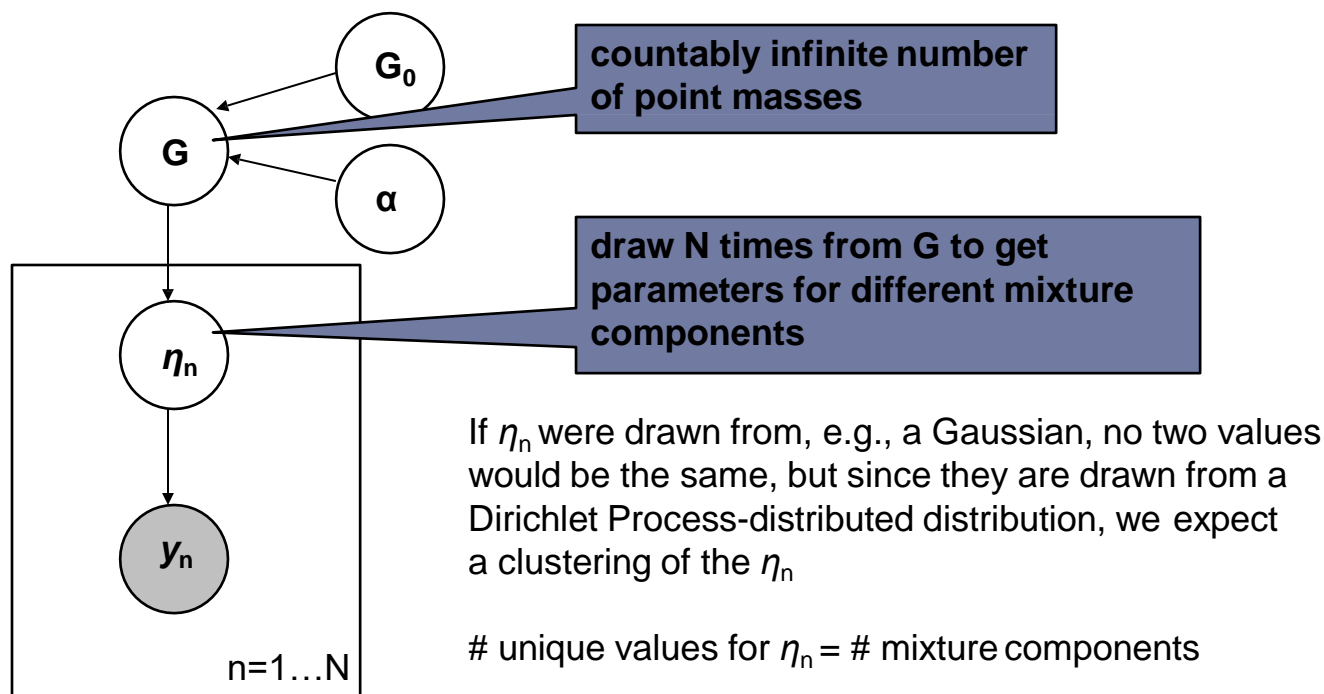 G₀
countably infinite number
of point masses
G
α
draw N times from G to get
parameters for different mixture
components
ηₙ
If ηₙ were drawn from, e.g., a Gaussian, no two values
would be the same, but since they are drawn from a
Dirichlet Process-distributed distribution, we expect
a clustering of the ηₙ
yₙ
# unique values for ηₙ = # mixture components
n=1…N